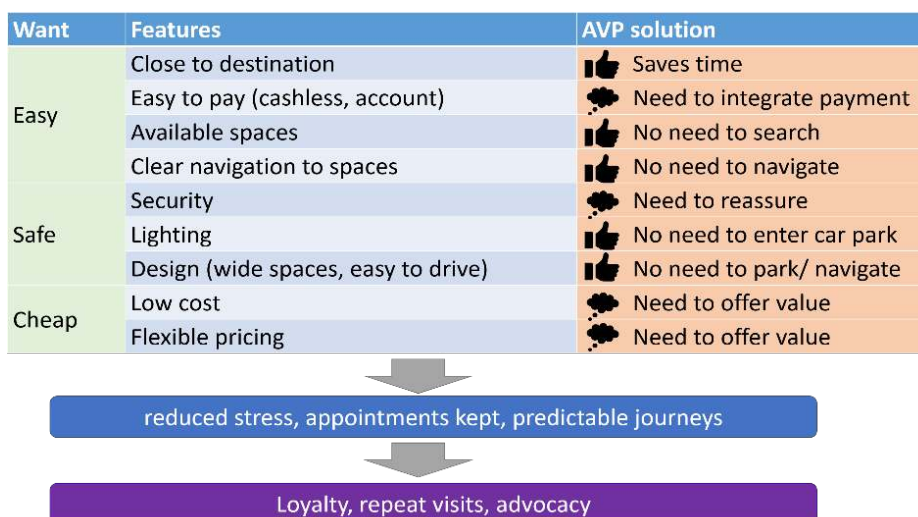 Want Features AVP solution
Easy
Close to destination Saves time
Easy to pay (cashless, account) Need to integrate payment
Available spaces No need to search
Clear navigation to spaces No need to navigate
Safe
Security Need to reassure
Lighting No need to enter car park
Design (wide spaces, easy to drive) No need to park/ navigate
Cheap
Low cost Need to offer value
Flexible pricing Need to offer value
reduced stress, appointments kept, predictable journeys
Loyalty, repeat visits, advocacy